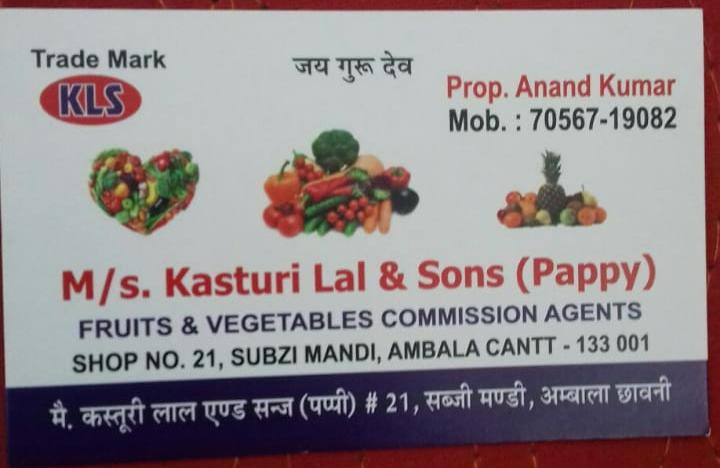 Trade Mark
KLS
जय गुरू देव
Prop. Anand Kumar
Mob. : 70567-19082
M/s. Kasturi Lal & Sons (Pappy)
FRUITS & VEGETABLES COMMISSION AGENTS
SHOP NO. 21, SUBZI MANDI, AMBALA CANTT - 133 001
मै. कस्तूरी लाल एण्ड सन्ज (पप्पी) # 21, सब्जी मण्डी, अम्बाला छावनी